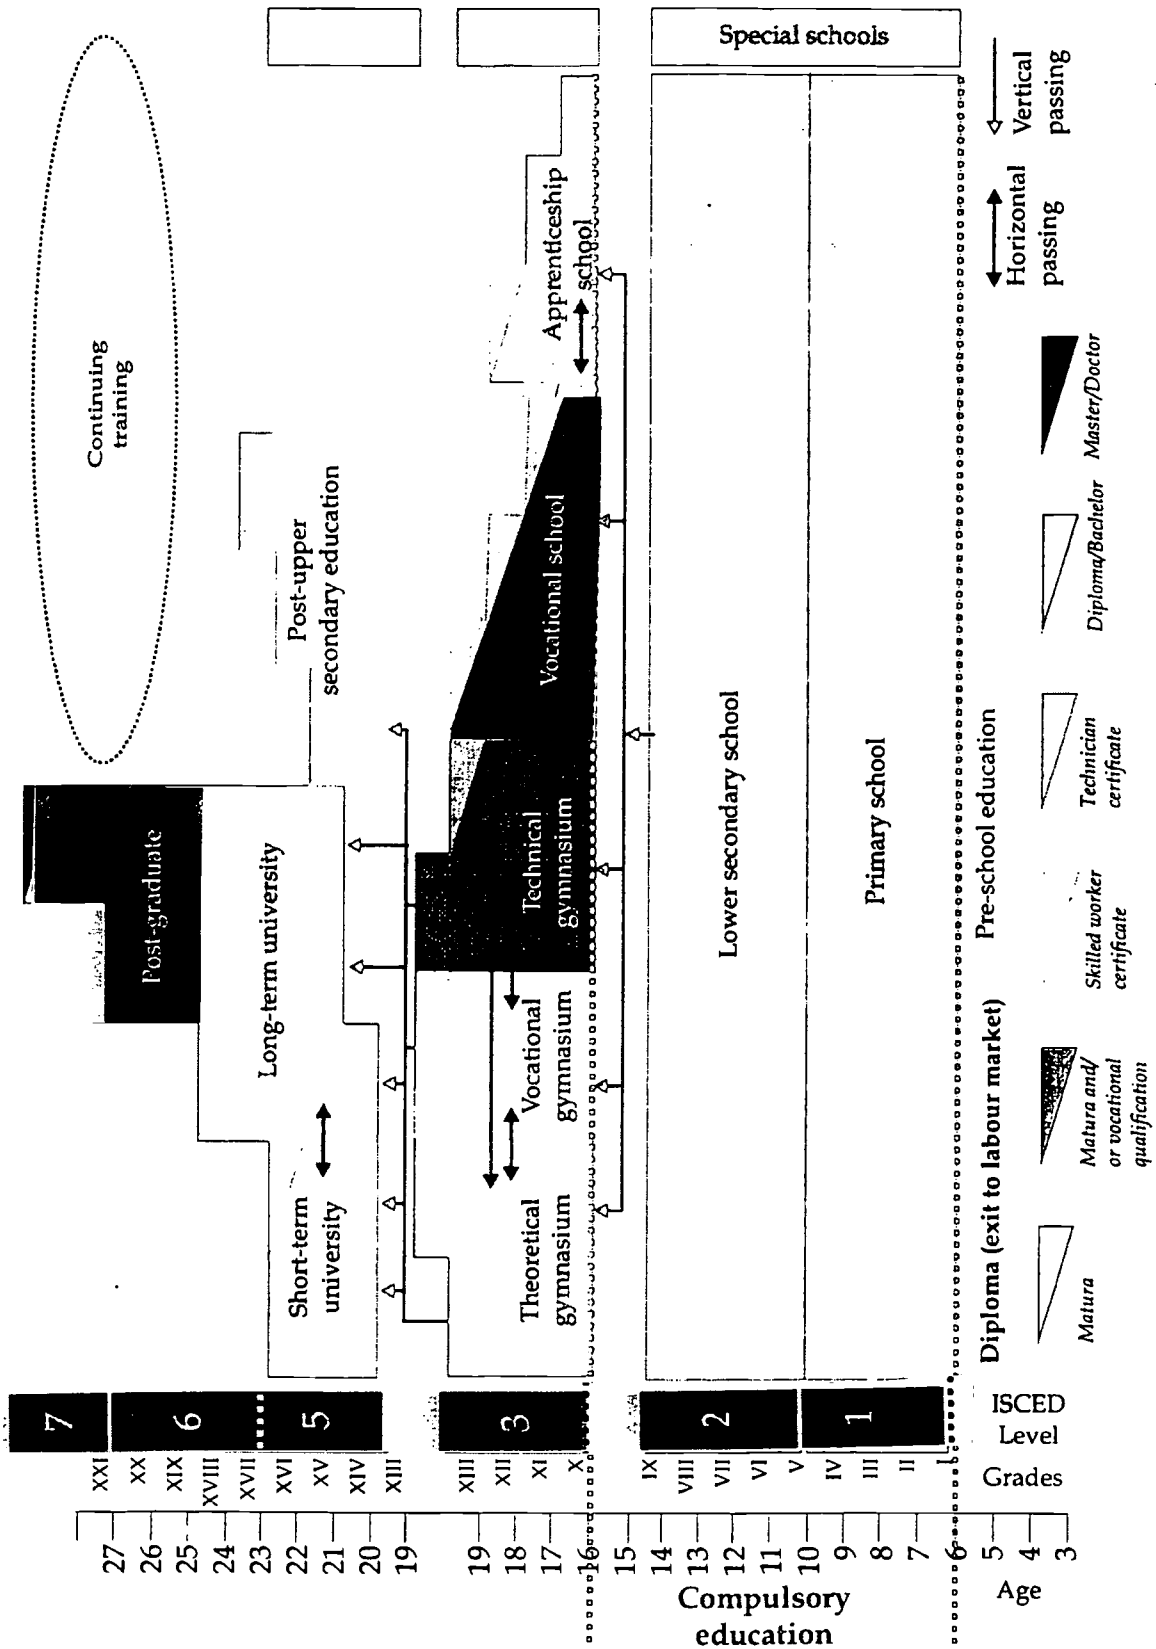 Special schools
Continuing
training
Post-upper
secondary education
Post-graduate
Long-term university
Short-term
university
Apprenticeship
school
Vocational school
Technical
gymnasium
Vocational
gymnasium
Theoretical
gymnasium
Lower secondary school
Primary school
Pre-school education
Vertical
passing
Horizontal
passing
Diploma (exit to labour market)
Master/Doctor
Diploma/Bachelor
Technician
certificate
Skilled worker
certificate
Matura and/
or vocational
qualification
Matura
7
6
5
3
2
1
ISCED
Level
XXI
XX
XIX
XVIII
XVII
XVI
XV
XIV
XIII
XIII
XII
XI
X
IX
VIII
VII
VI
V
IV
III
II
I
Grades
27
26
25
24
23
22
21
20
19
19
18
17
16
15
14
13
12
11
10
9
8
7
6
5
4
3
Age
Compulsory
education